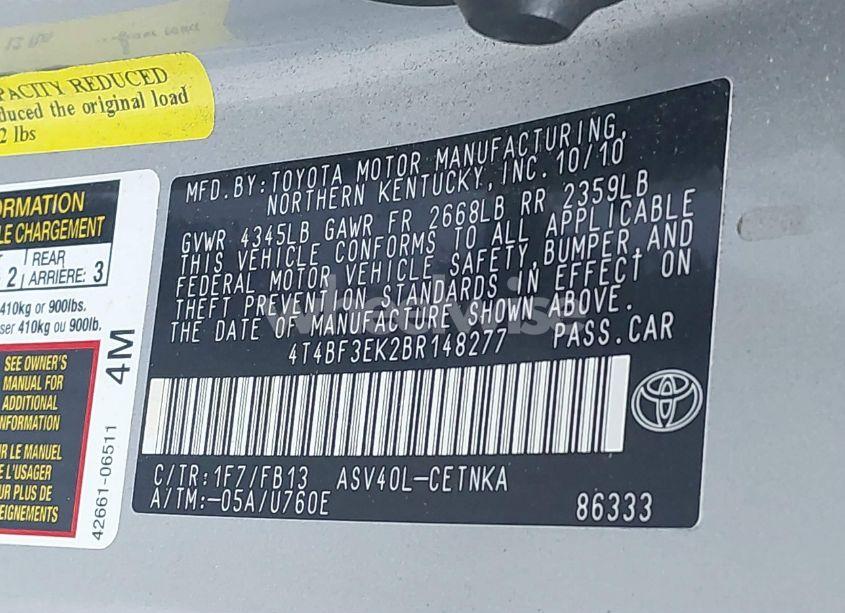 PACITY REDUCED
duced the original load
2 lbs
ORMATION
LE CHARGEMENT
2
REAR
ARRIÈRE: 3
410kg or 900lbs.
ser 410kg ou 900lb.
SEE OWNER'S
MANUAL FOR
ADDITIONAL
INFORMATION
UR LE MANUEL
E L'USAGER
UR PLUS DE
EIGNEMENTS
42661-06511
4M
MFD.BY:TOYOTA MOTOR MANUFACTURING,
NORTHERN KENTUCKY, INC. 10/10
GVWR 4345LB GAWR FR 2668LB RR 2359LB
THIS VEHICLE CONFORMS TO ALL APPLICABLE
FEDERAL MOTOR VEHICLE SAFETY,BUMPER,AND
THEFT PREVENTION STANDARDS IN EFFECT ON
THE DATE OF MANUFACTURE SHOWN ABOVE.
4T4BF3EK2BR148277 PASS.CAR
C/TR:1F7/FB13 ASV40L-CETNKA
A/TM:-05A/U760E 86333
wheelwise